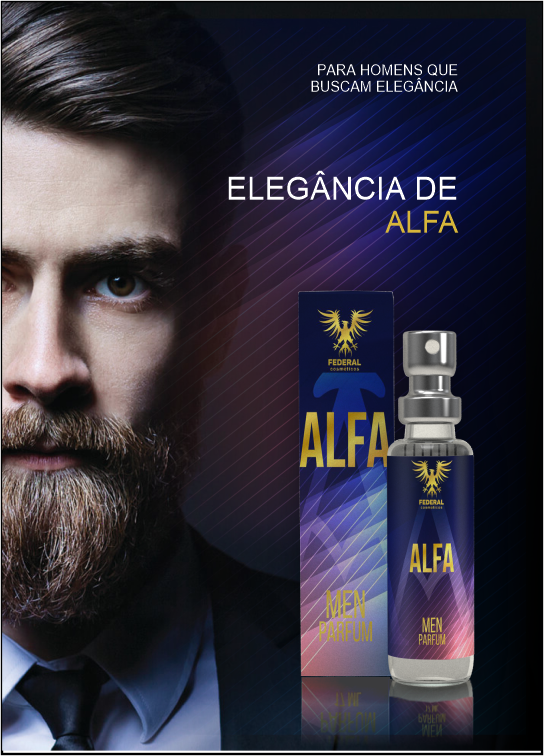 PARA HOMENS QUE
BUSCAM ELEGÂNCIA
ELEGÂNCIA DE
ALFA
FEDERAL
cosméticos
ALFA
MEN
PARFUM
FEDERAL
cosméticos
ALFA
MEN
PARFUM